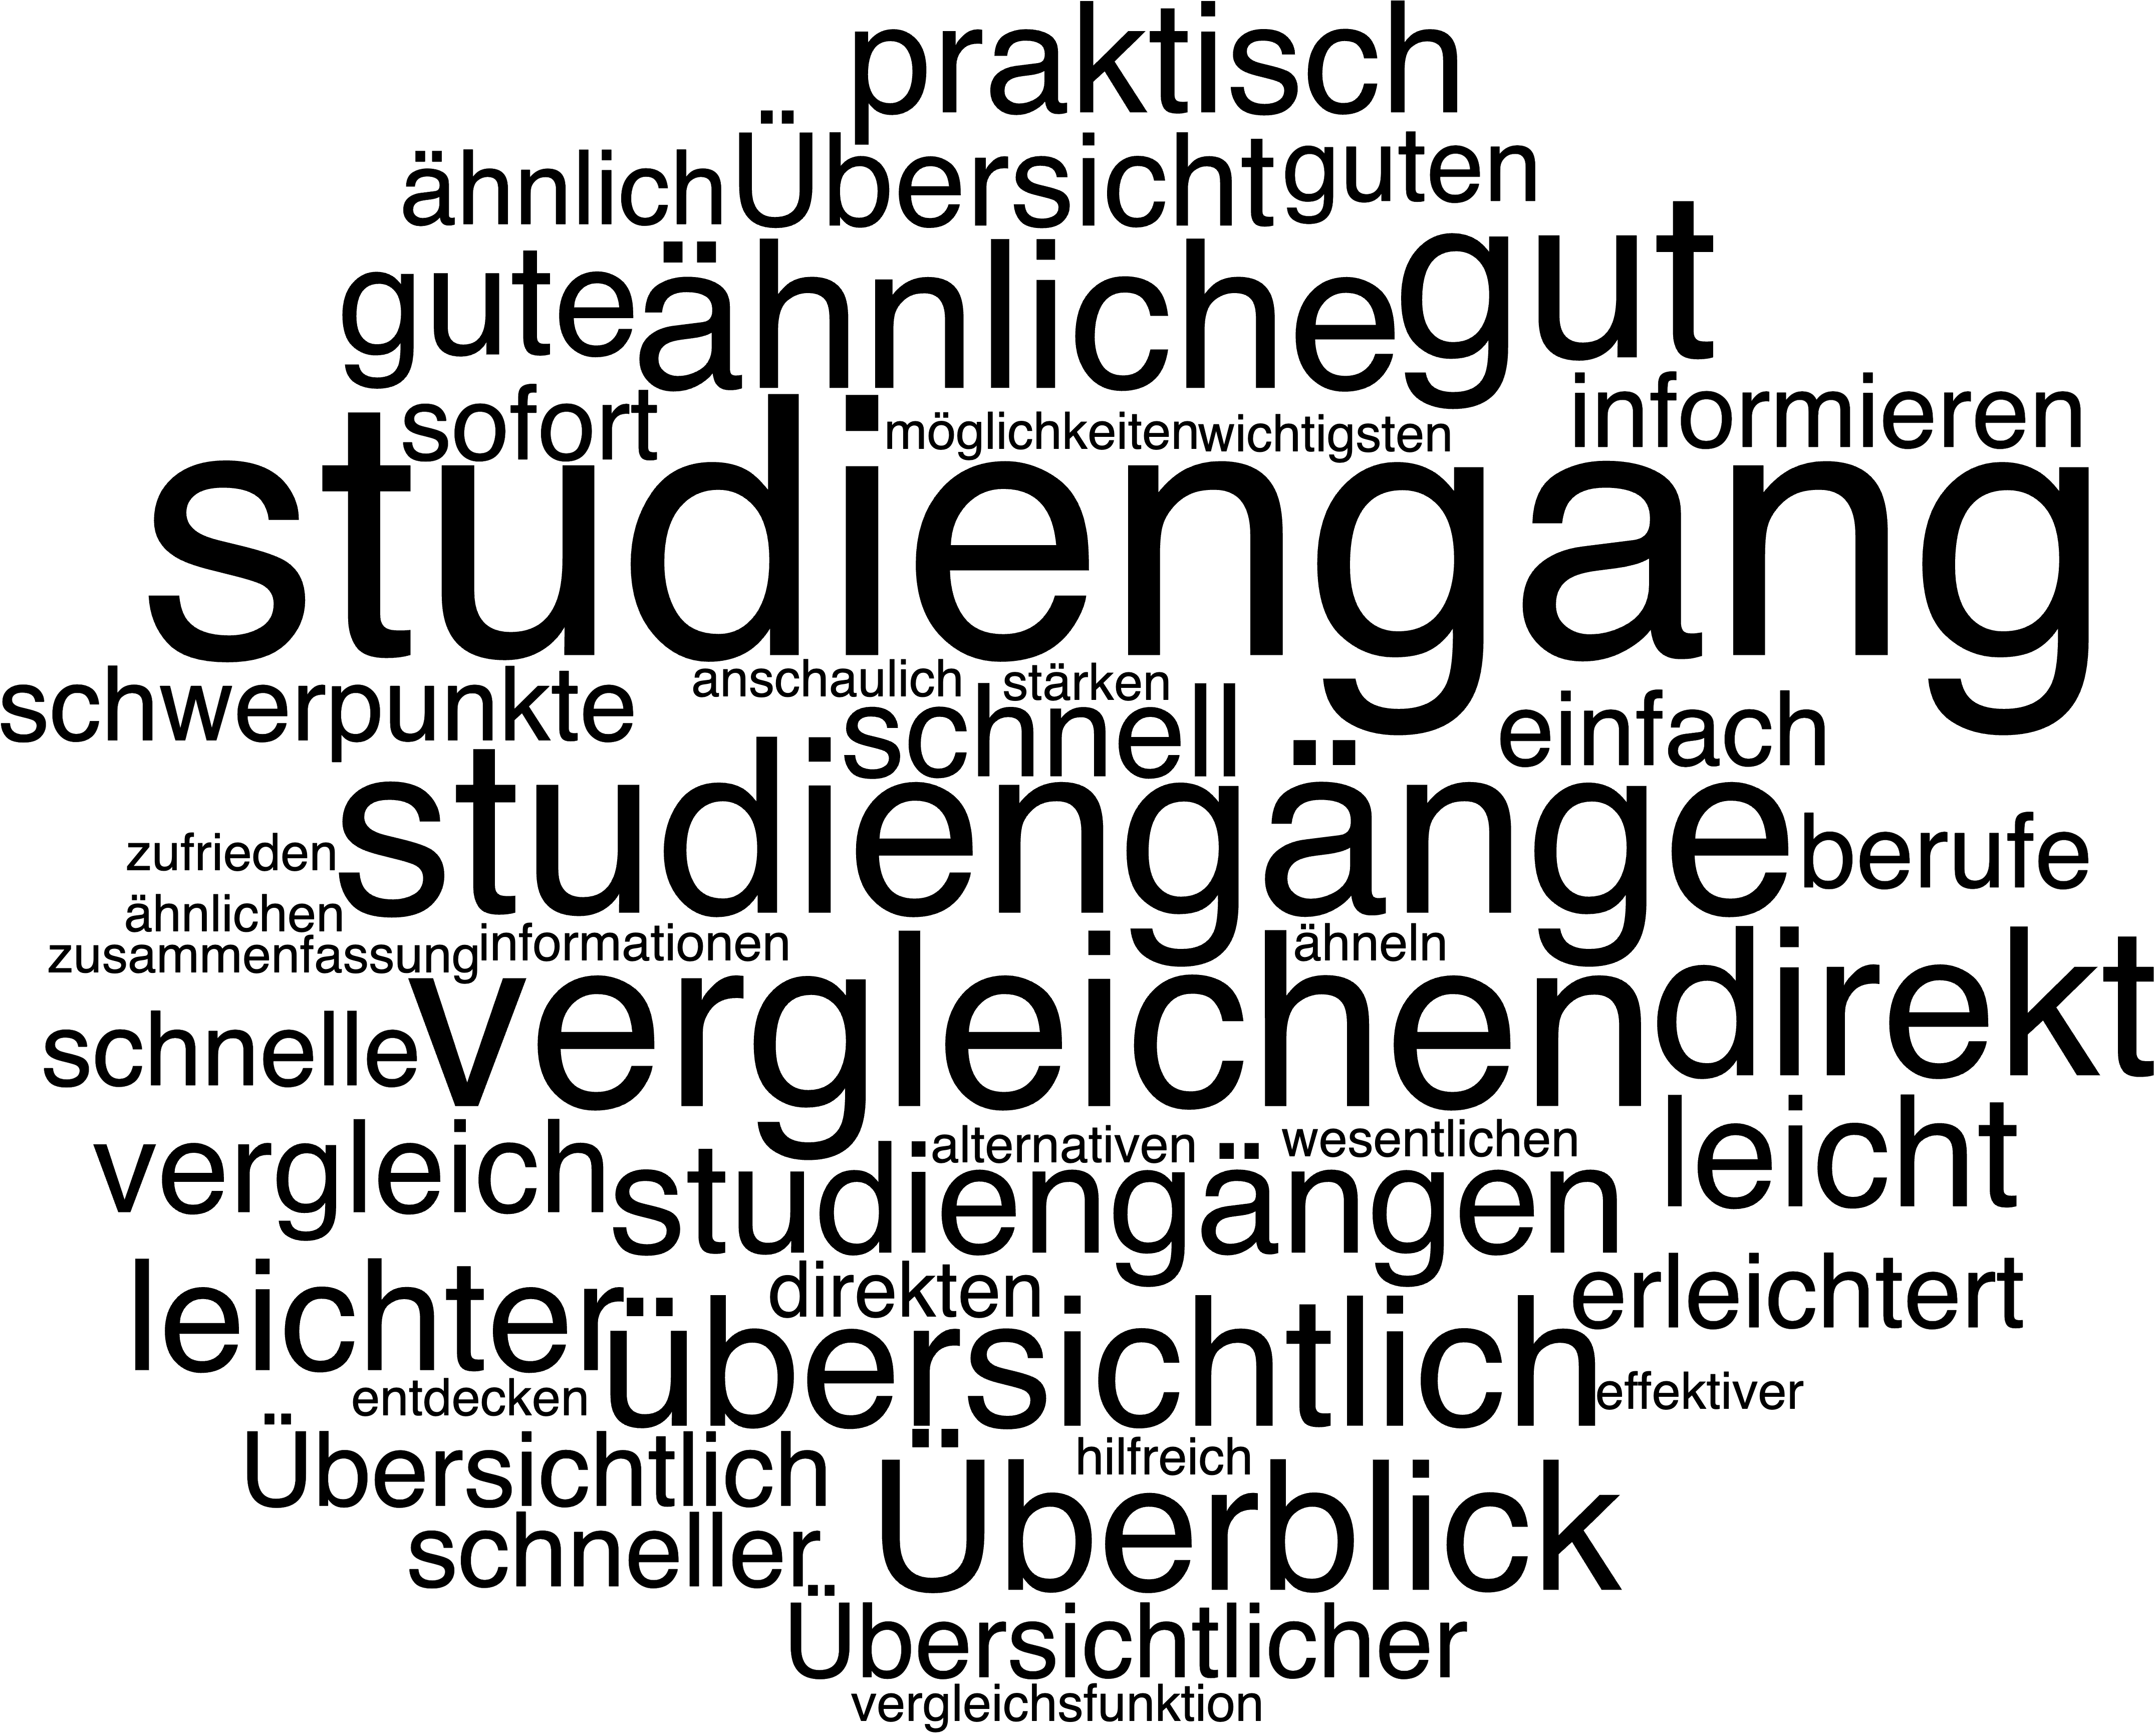 praktisch
ähnlich Übersicht guten
gute ähnliche gut
sofort möglichkeiten wichtigsten informieren
studiengang
schwerpunkte anschaulich stärken einfach
schnell
zufrieden studiengänge berufe
ähnlichen
zusammenfassung informationen ähneln
schnelle vergleichen direkt
vergleich alternativen wesentlichen leicht
studiengängen
leichter direkten erleichtert
übersichtlich
entdecken effektiver
Übersichtlich hilfreich
schneller Überblick
Übersichtlicher
vergleichsfunktion